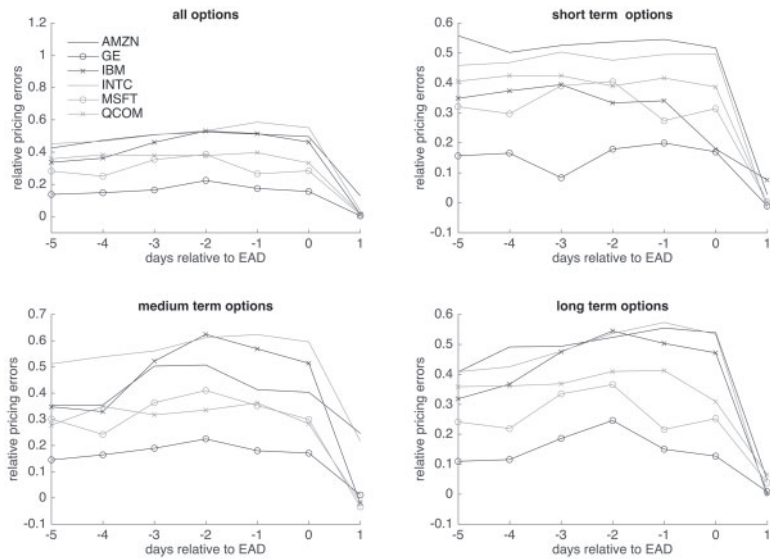 all options
1.2
1
0.8
0.6
0.4
0.2
0
AMZN
GE
IBM
INTC
MSFT
QCOM
relative pricing errors
-5 -4 -3 -2 -1 0 1
days relative to EAD
short term options
0.6
0.5
0.4
0.3
0.2
0.1
0
-0.1
relative pricing errors
-5 -4 -3 -2 -1 0 1
days relative to EAD
medium term options
0.7
0.6
0.5
0.4
0.3
0.2
0.1
0
-0.1
relative pricing errors
-5 -4 -3 -2 -1 0 1
days relative to EAD
long term options
0.6
0.5
0.4
0.3
0.2
0.1
0
-0.1
relative pricing errors
-5 -4 -3 -2 -1 0 1
days relative to EAD